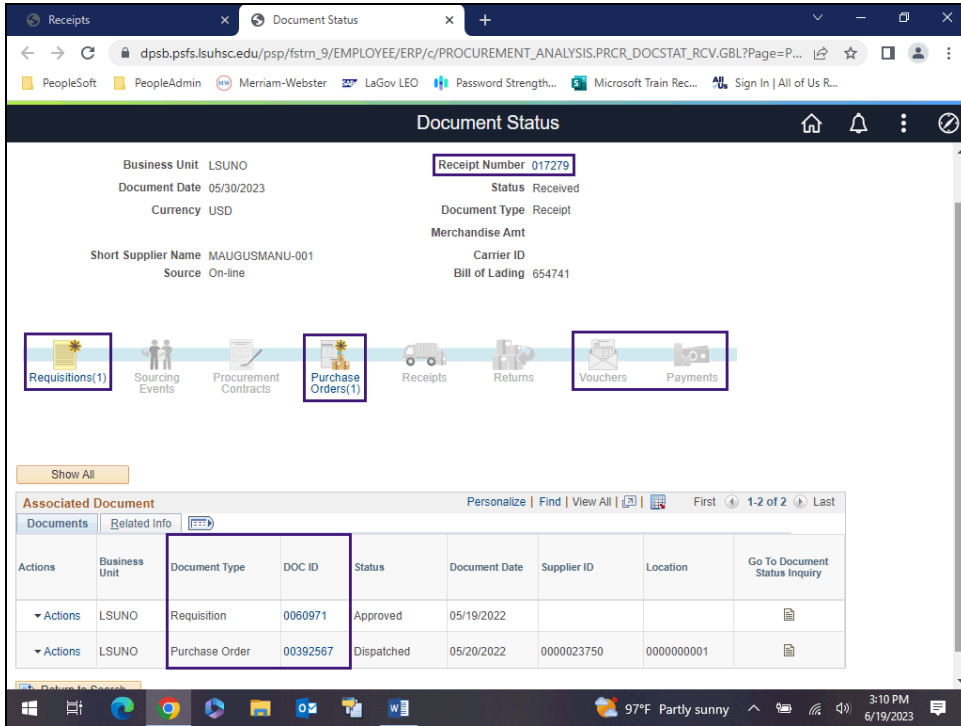 Receipts
Document Status
dpsb.psfs.lsuhsc.edu/psp/fstrn_9/EMPLOYEE/ERP/c/PROCUREMENT_ANALYSIS.PRCR_DOCSTAT_RCV.GBL?Page=P...
PeopleSoft PeopleAdmin MW Merriam-Webster LaGov LEO Password Strength... Microsoft Train Rec... All of Us Sign In | All of Us R...
Document Status
Business Unit LSUNO Receipt Number 017279
Document Date 05/30/2023 Status Received
Currency USD Document Type Receipt
Merchandise Amt
Short Supplier Name MAUGUSMANU-001 Carrier ID
Source On-line Bill of Lading 654741
Requisitions(1) Sourcing Events Procurement Contracts Purchase Orders(1) Receipts Returns Vouchers Payments
Show All
Associated Document Personalize | Find | View All | First 1-2 of 2 Last
Documents Related Info
Actions Business Unit Document Type DOC ID Status Document Date Supplier ID Location Go To Document Status Inquiry
Actions LSUNO Requisition 0060971 Approved 05/19/2022
Actions LSUNO Purchase Order 00392567 Dispatched 05/20/2022 0000023750 0000000001
Return to Search
97°F Partly sunny 3:10 PM
6/19/2023